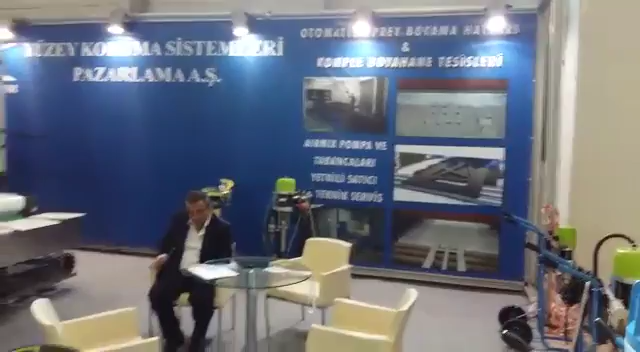 YÜZEY KORUMA SİSTEMLERİ
PAZARLAMA A.Ş.
OTOMATİK SPREY BOYAMA HATLARI
&
KOMPLE BOYAHANE TESİSLERİ
AIRMIX POMPA VE
TABANCALARI
YETKİLİ SATICI
& TEKNİK SERVİS